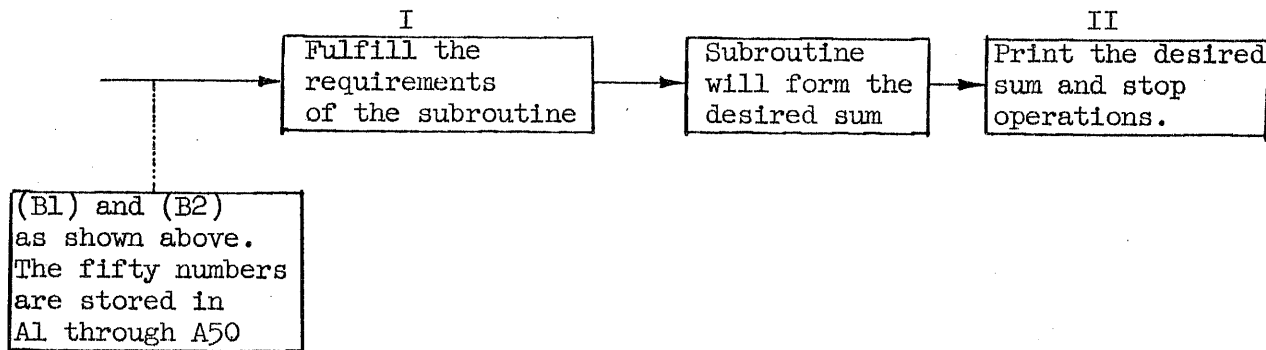 I
Fulfill the
requirements
of the subroutine
Subroutine
will form the
desired sum
II
Print the desired
sum and stop
operations.
(B1) and (B2)
as shown above.
The fifty numbers
are stored in
A1 through A50